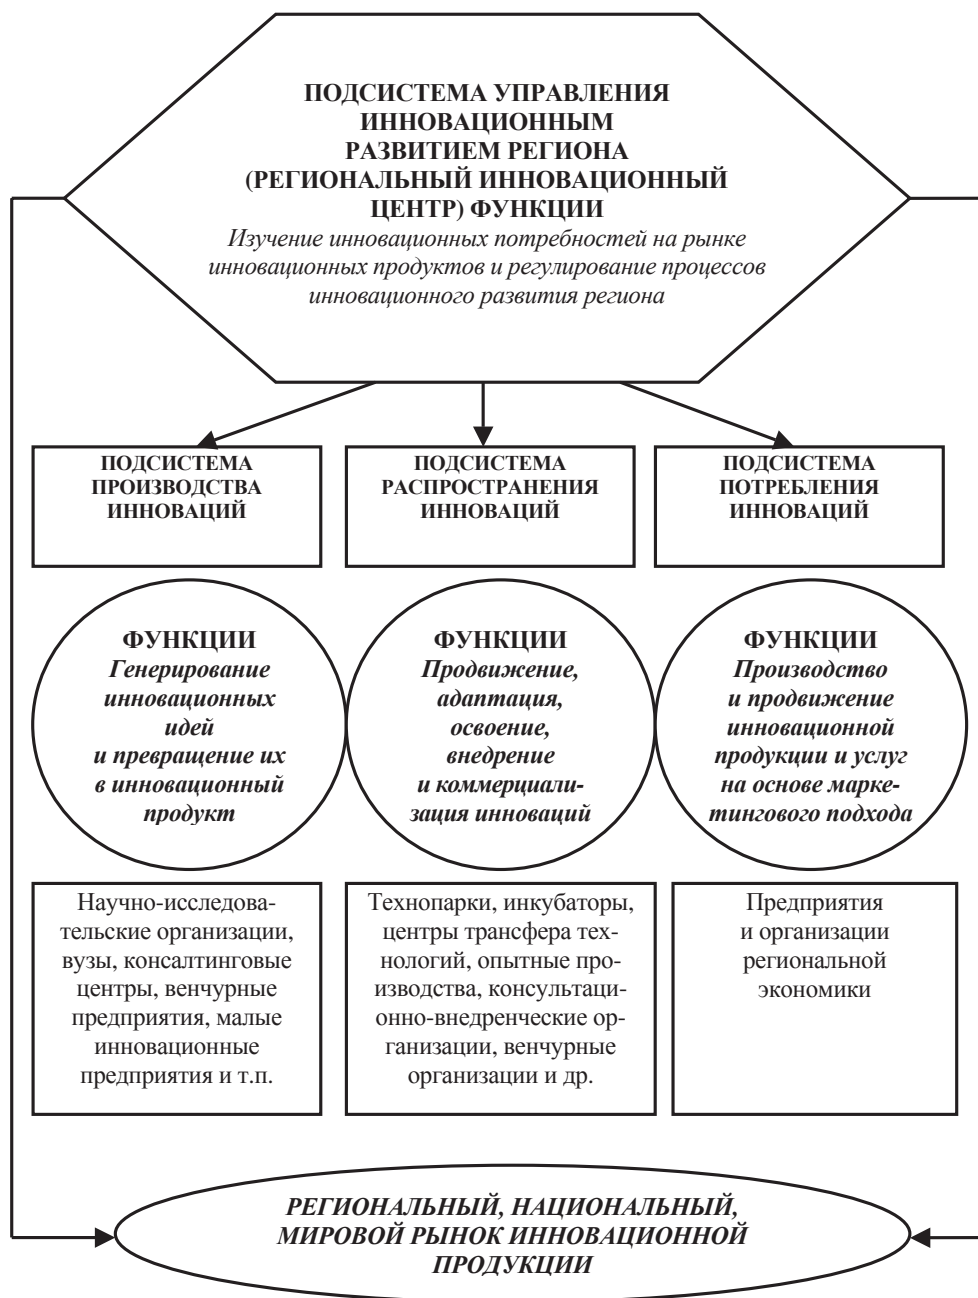 ПОДСИСТЕМА УПРАВЛЕНИЯ
ИННОВАЦИОННЫМ
РАЗВИТИЕМ РЕГИОНА
(РЕГИОНАЛЬНЫЙ ИННОВАЦИОННЫЙ
ЦЕНТР) ФУНКЦИИ
Изучение инновационных потребностей на рынке
инновационных продуктов и регулирование процессов
инновационного развития региона
ПОДСИСТЕМА
ПРОИЗВОДСТВА
ИННОВАЦИЙ
ПОДСИСТЕМА
РАСПРОСТРАНЕНИЯ
ИННОВАЦИЙ
ПОДСИСТЕМА
ПОТРЕБЛЕНИЯ
ИННОВАЦИЙ
ФУНКЦИИ
Генерирование
инновационных
идей
и превращение их
в инновационный
продукт
ФУНКЦИИ
Продвижение,
адаптация,
освоение,
внедрение
и коммерциали-
зация инноваций
ФУНКЦИИ
Производство
и продвижение
инновационной
продукции и услуг
на основе марке-
тингового подхода
Научно-исследова-
тельские организации,
вузы, консалтинговые
центры, венчурные
предприятия, малые
инновационные
предприятия и т.п.
Технопарки, инкубаторы,
центры трансфера тех-
нологий, опытные про-
изводства, консультаци-
онно-внедренческие ор-
ганизации, венчурные
организации и др.
Предприятия
и организации
региональной
экономики
РЕГИОНАЛЬНЫЙ, НАЦИОНАЛЬНЫЙ,
МИРОВОЙ РЫНОК ИННОВАЦИОННОЙ
ПРОДУКЦИИ